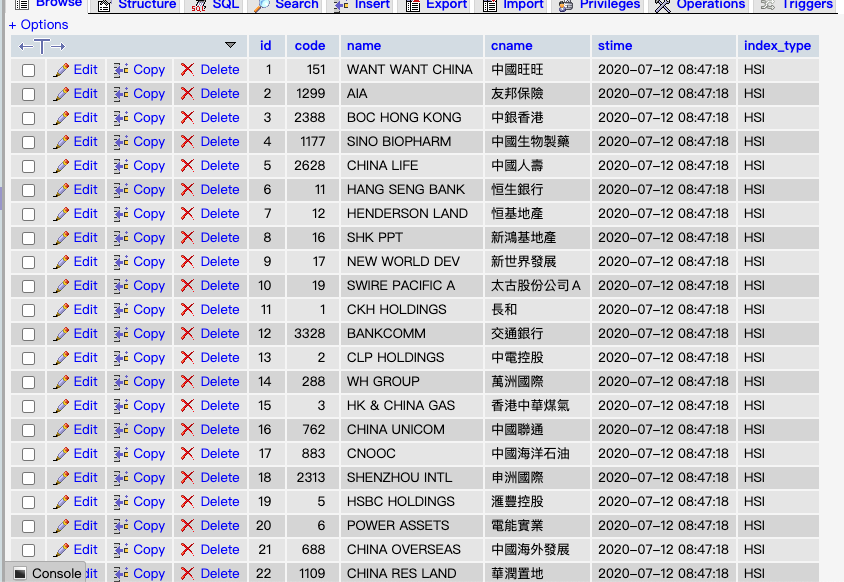 Browse Structure SQL Search Insert Export Import Privileges Operations Triggers
+ Options
←T→ id code name cname stime index_type
Edit Copy Delete 1 151 WANT WANT CHINA 中國旺旺 2020-07-12 08:47:18 HSI
Edit Copy Delete 2 1299 AIA 友邦保險 2020-07-12 08:47:18 HSI
Edit Copy Delete 3 2388 BOC HONG KONG 中銀香港 2020-07-12 08:47:18 HSI
Edit Copy Delete 4 1177 SINO BIOPHARM 中國生物製藥 2020-07-12 08:47:18 HSI
Edit Copy Delete 5 2628 CHINA LIFE 中國人壽 2020-07-12 08:47:18 HSI
Edit Copy Delete 6 11 HANG SENG BANK 恒生銀行 2020-07-12 08:47:18 HSI
Edit Copy Delete 7 12 HENDERSON LAND 恒基地產 2020-07-12 08:47:18 HSI
Edit Copy Delete 8 16 SHK PPT 新鴻基地產 2020-07-12 08:47:18 HSI
Edit Copy Delete 9 17 NEW WORLD DEV 新世界發展 2020-07-12 08:47:18 HSI
Edit Copy Delete 10 19 SWIRE PACIFIC A 太古股份公司A 2020-07-12 08:47:18 HSI
Edit Copy Delete 11 1 CKH HOLDINGS 長和 2020-07-12 08:47:18 HSI
Edit Copy Delete 12 3328 BANKCOMM 交通銀行 2020-07-12 08:47:18 HSI
Edit Copy Delete 13 2 CLP HOLDINGS 中電控股 2020-07-12 08:47:18 HSI
Edit Copy Delete 14 288 WH GROUP 萬洲國際 2020-07-12 08:47:18 HSI
Edit Copy Delete 15 3 HK & CHINA GAS 香港中華煤氣 2020-07-12 08:47:18 HSI
Edit Copy Delete 16 762 CHINA UNICOM 中國聯通 2020-07-12 08:47:18 HSI
Edit Copy Delete 17 883 CNOOC 中國海洋石油 2020-07-12 08:47:18 HSI
Edit Copy Delete 18 2313 SHENZHOU INTL 申洲國際 2020-07-12 08:47:18 HSI
Edit Copy Delete 19 5 HSBC HOLDINGS 滙豐控股 2020-07-12 08:47:18 HSI
Edit Copy Delete 20 6 POWER ASSETS 電能實業 2020-07-12 08:47:18 HSI
Edit Copy Delete 21 688 CHINA OVERSEAS 中國海外發展 2020-07-12 08:47:18 HSI
Console dit Copy Delete 22 1109 CHINA RES LAND 華潤置地 2020-07-12 08:47:18 HSI